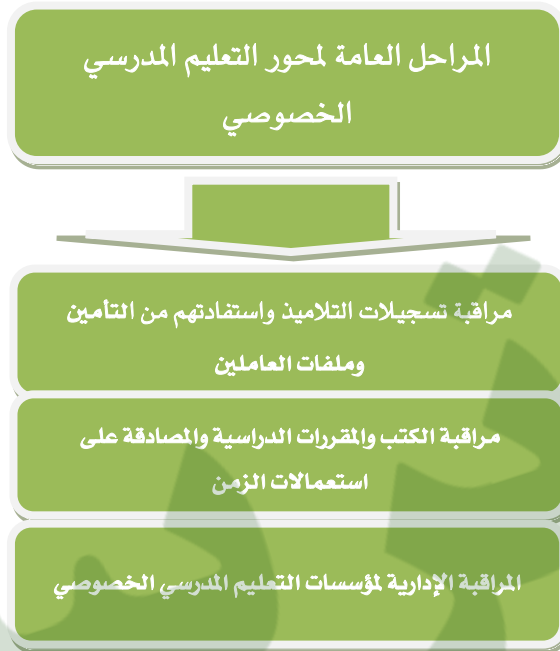 المراحل العامة لمحور التعليم المدرسي
الخصوصي
مراقبة تسجيلات التلاميذ واستفادتهم من التأمين
وملفات العاملين
مراقبة الكتب والمقررات الدراسية والمصادقة على
استعمالات الزمن
المراقبة الإدارية لمؤسسات التعليم المدرسي الخصوصي